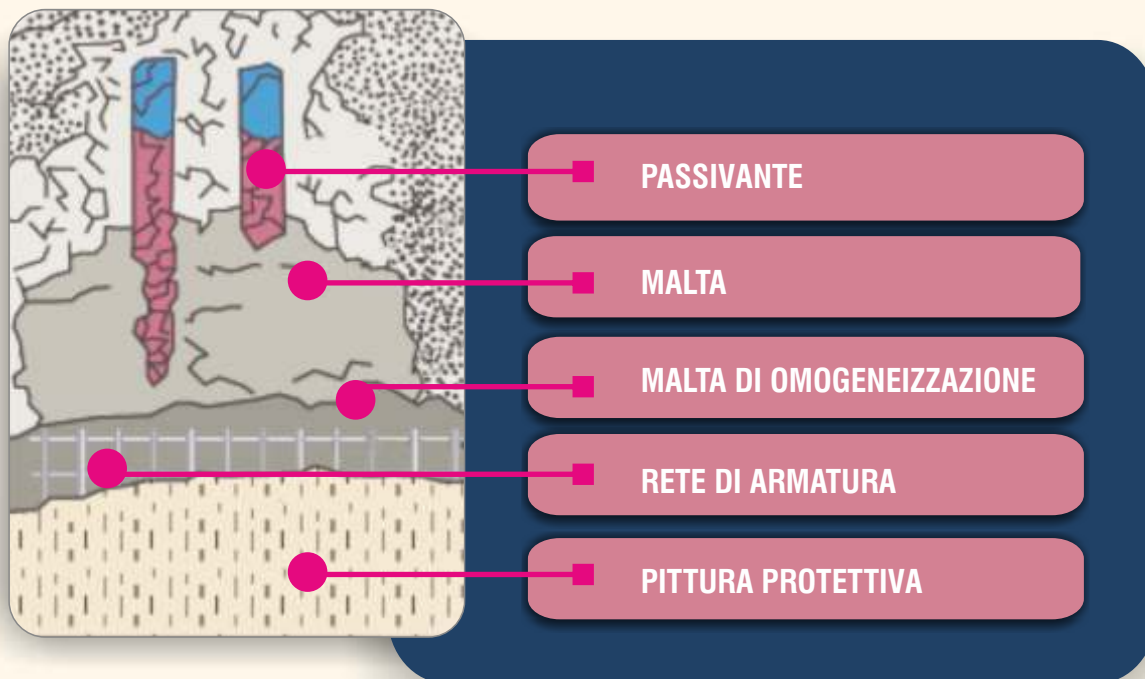 PASSIVANTE
MALTA
MALTA DI OMOGENEIZZAZIONE
RETE DI ARMATURA
PITTURA PROTETTIVA